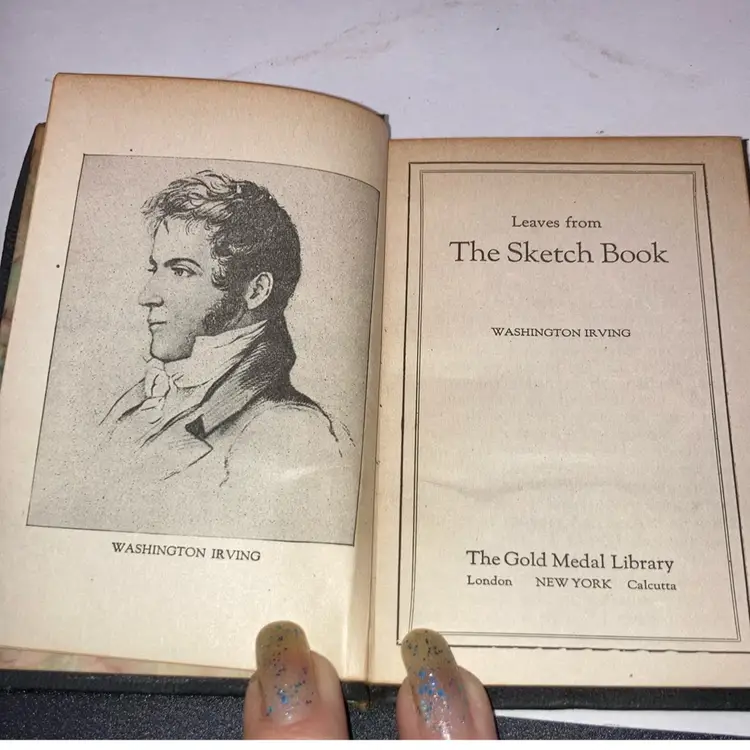 WASHINGTON IRVING
Leaves from
The Sketch Book
WASHINGTON IRVING
The Gold Medal Library
London NEW YORK Calcutta